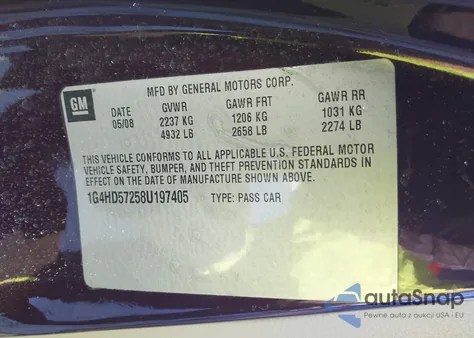 GM
MFD BY GENERAL MOTORS CORP.
DATE GVWR GAWR FRT GAWR RR
05/08 2237 KG 1206 KG 1031 KG
4932 LB 2658 LB 2274 LB
THIS VEHICLE CONFORMS TO ALL APPLICABLE U.S. FEDERAL MOTOR
VEHICLE SAFETY, BUMPER, AND THEFT PREVENTION STANDARDS IN
EFFECT ON THE DATE OF MANUFACTURE SHOWN ABOVE.
1G4HD57258U197405 TYPE: PASS CAR
autaSnap
Pewne auta z aukcji USA - EU